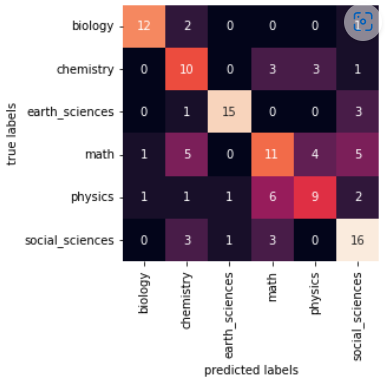 biology 12 2 0 0 0
chemistry 0 10 0 3 3 1
earth_sciences 0 1 15 0 0 3
math 1 5 0 11 4 5
physics 1 1 1 6 9 2
social_sciences 0 3 1 3 0 16
true labels
biology chemistry earth_sciences math physics social_sciences
predicted labels